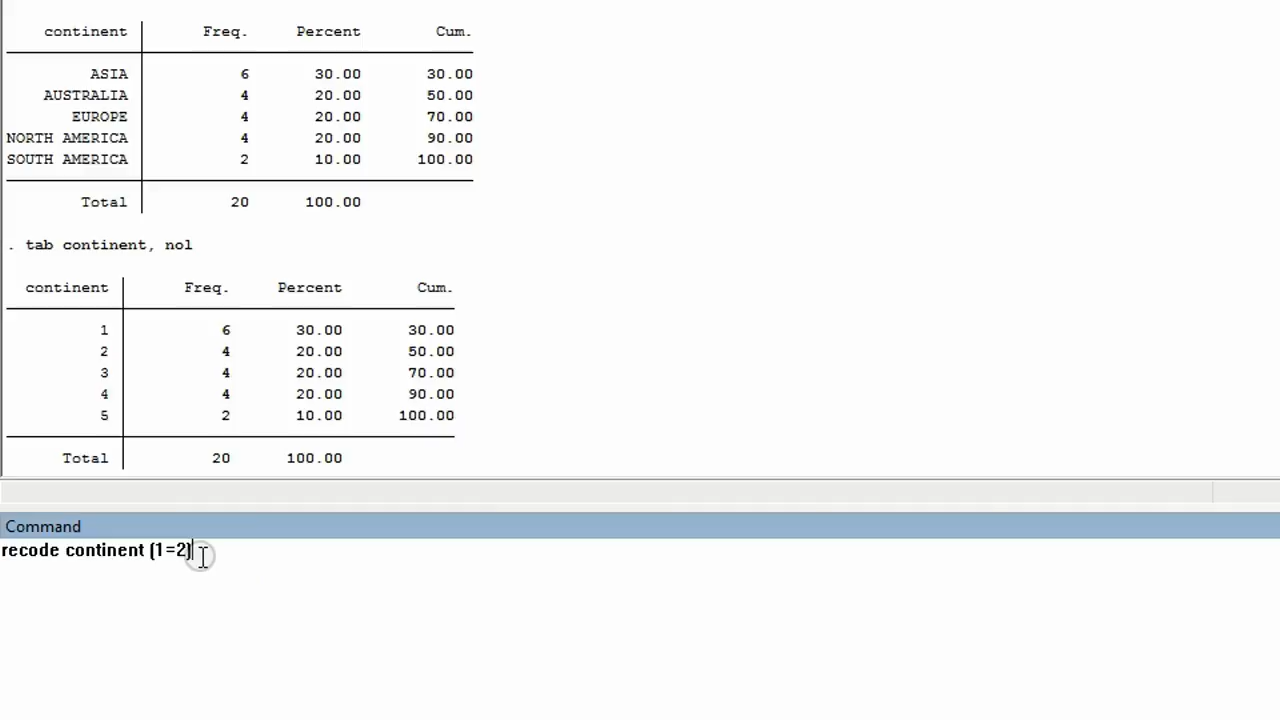 continent Freq. Percent Cum.
ASIA 6 30.00 30.00
AUSTRALIA 4 20.00 50.00
EUROPE 4 20.00 70.00
NORTH AMERICA 4 20.00 90.00
SOUTH AMERICA 2 10.00 100.00
Total 20 100.00
. tab continent, nol
continent Freq. Percent Cum.
1 6 30.00 30.00
2 4 20.00 50.00
3 4 20.00 70.00
4 4 20.00 90.00
5 2 10.00 100.00
Total 20 100.00
Command
recode continent (1=2)